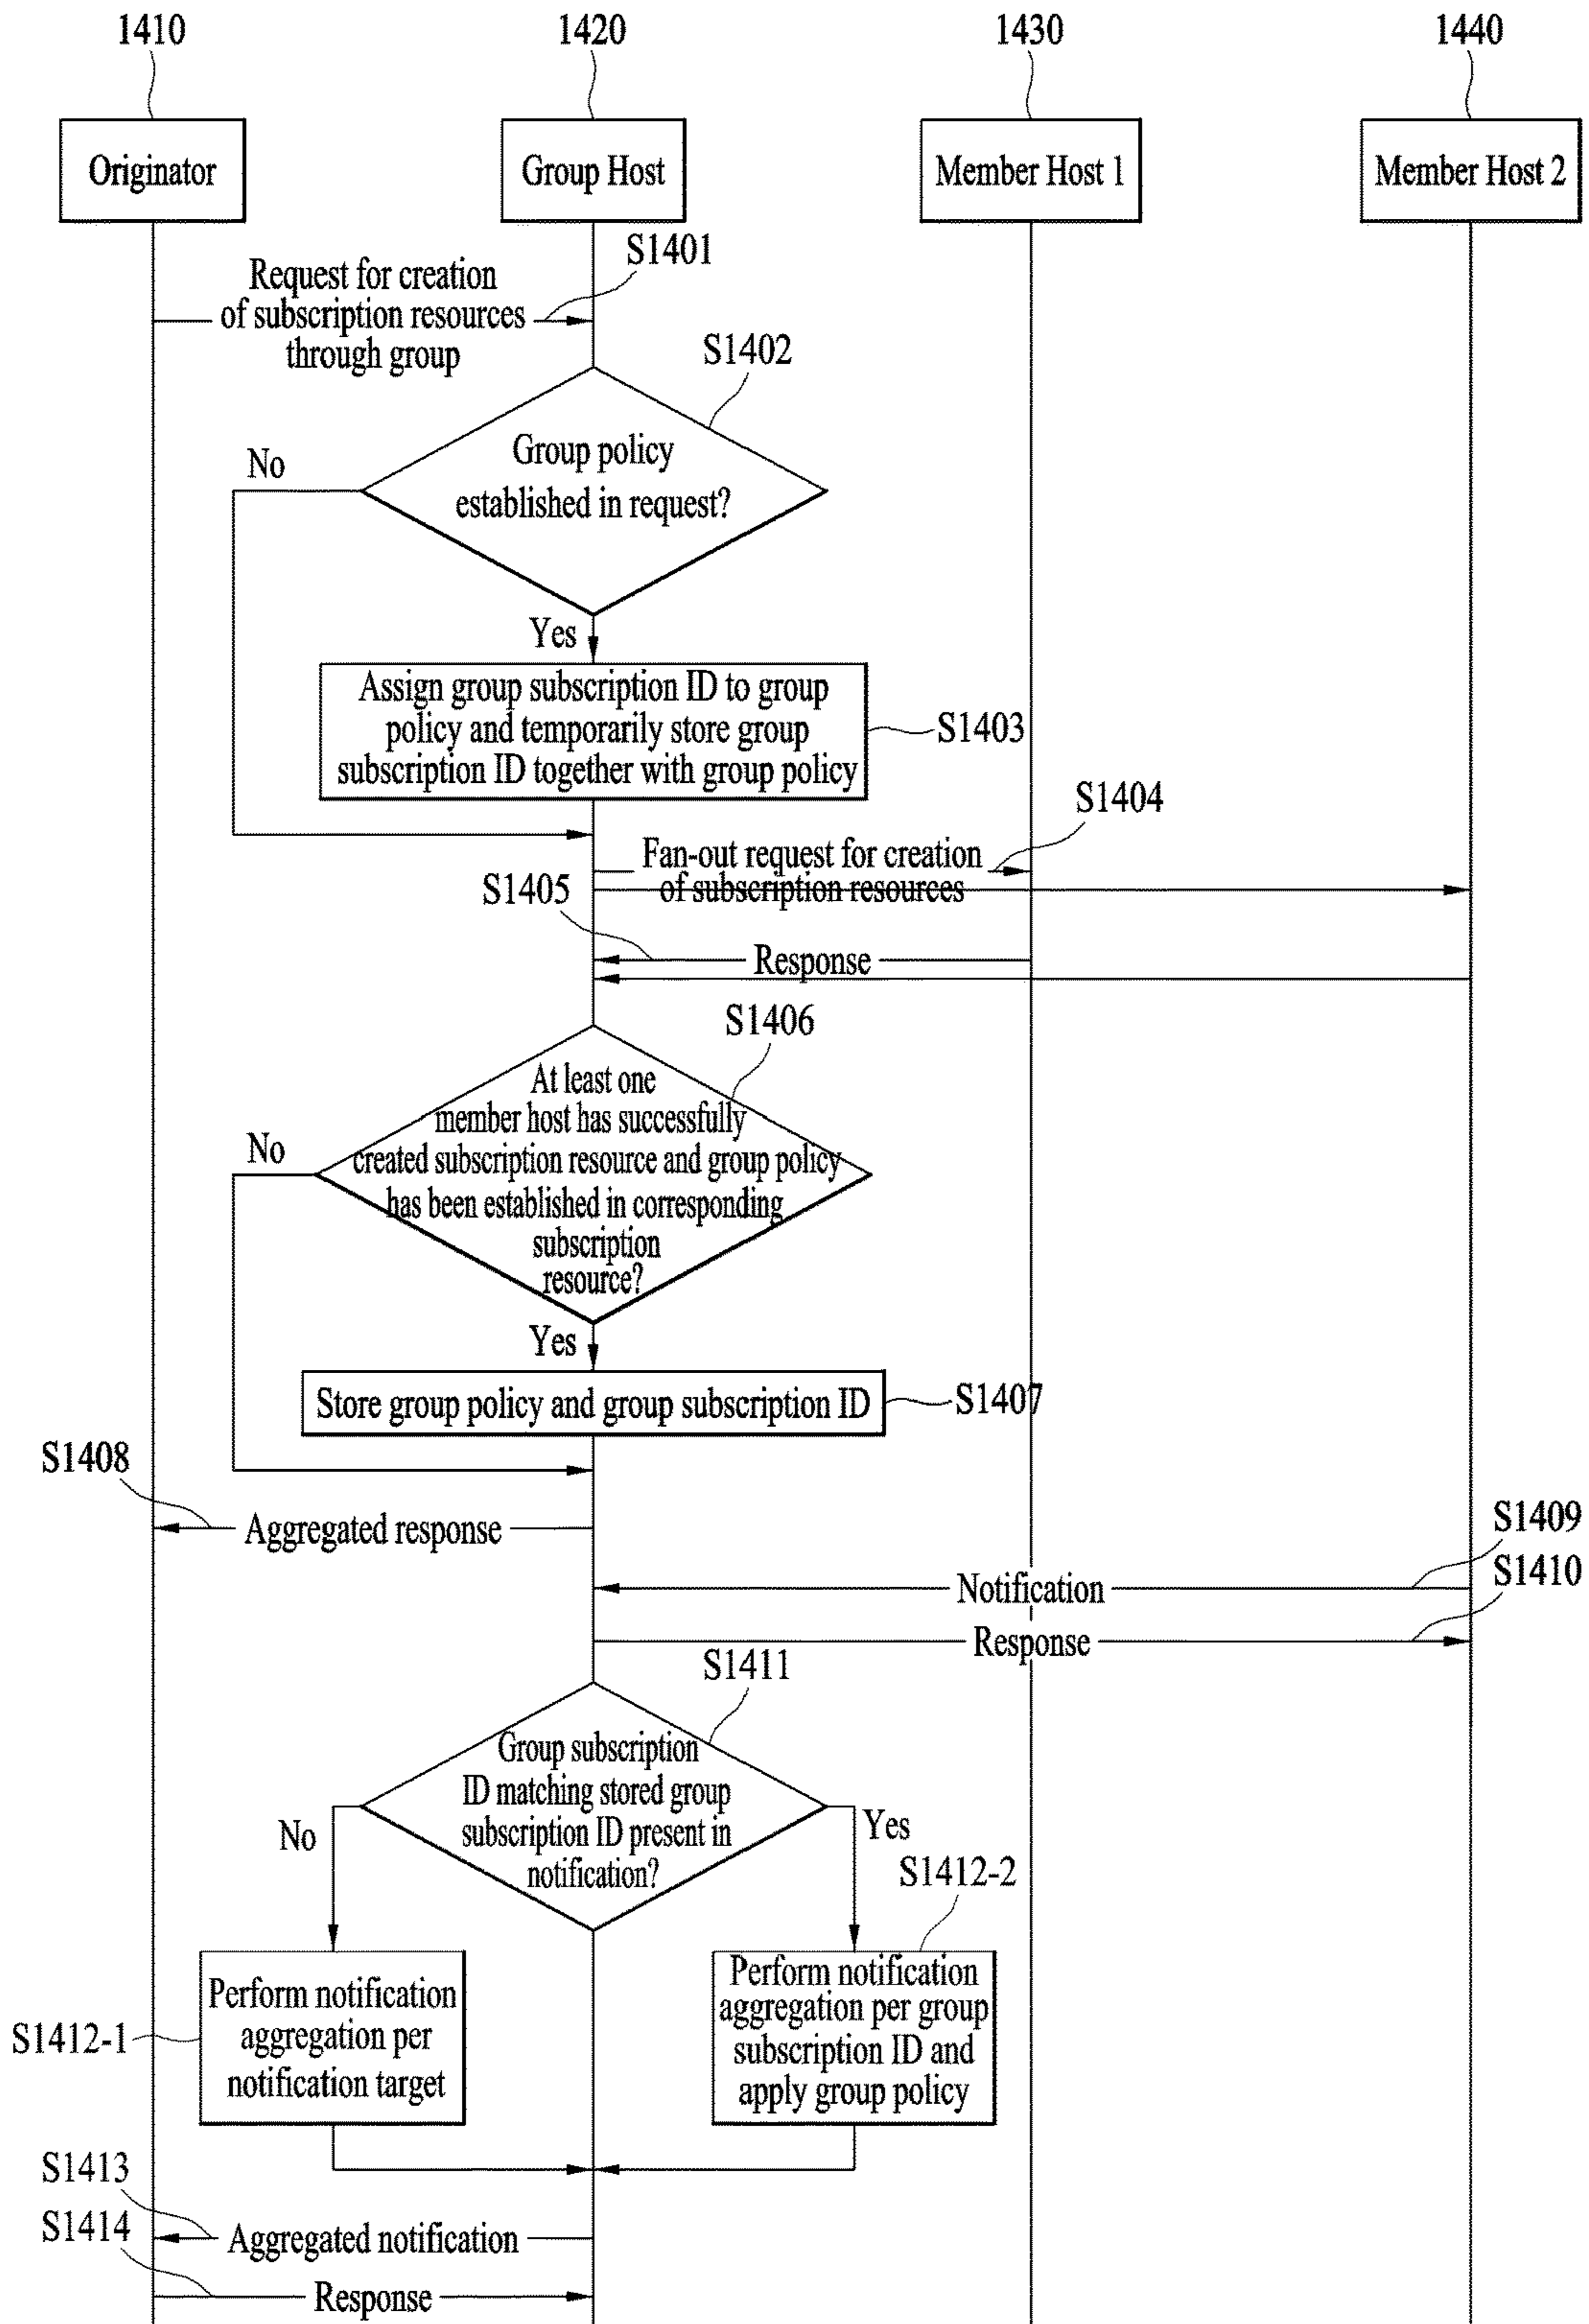 1410
1420
1430
1440
Originator
Group Host
Member Host 1
Member Host 2
S1401
Request for creation
of subscription resources
through group
S1402
Group policy
established in request?
No
Yes
Assign group subscription ID to group
policy and temporarily store group
subscription ID together with group policy
S1403
S1404
Fan-out request for creation
of subscription resources
S1405
Response
S1406
At least one
member host has successfully
created subscription resource and group policy
has been established in corresponding
subscription
resource?
No
Yes
Store group policy and group subscription ID
S1407
S1408
Aggregated response
S1409
Notification
S1410
Response
S1411
Group subscription
ID matching stored group
subscription ID present in
notification?
No
Yes
S1412-2
Perform notification
aggregation per
notification target
S1412-1
Perform notification
aggregation per group
subscription ID and
apply group policy
S1413
Aggregated notification
S1414
Response